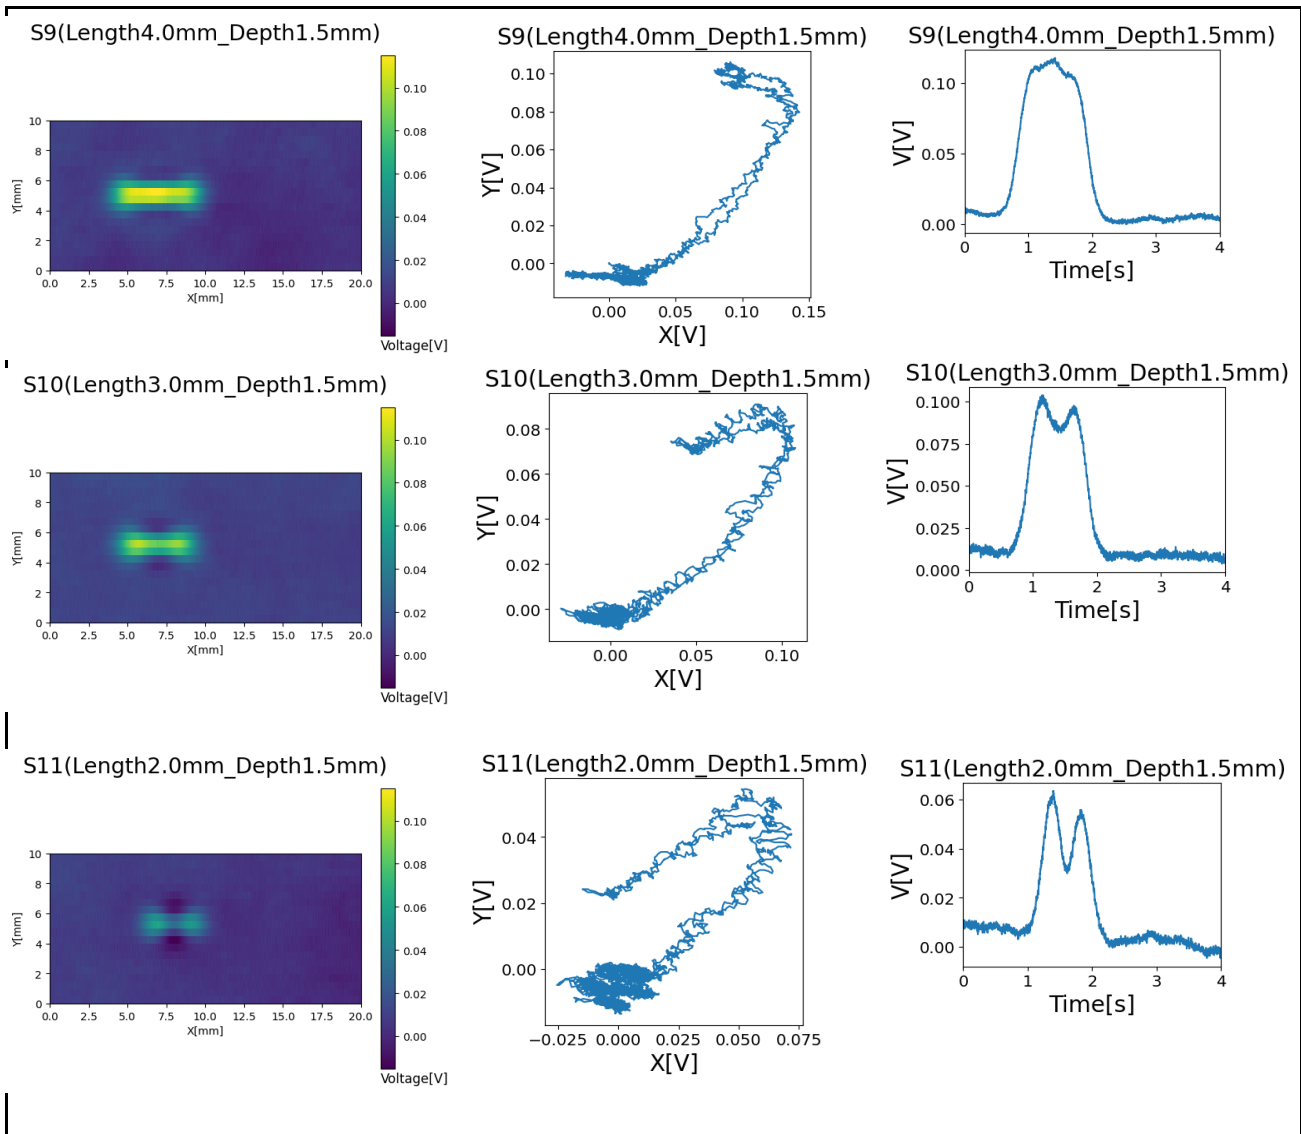 S9(Length4.0mm_Depth1.5mm)
0.10
0.08
0.06
0.04
0.02
0.00
Voltage[V]
10
8
6
4
2
0
Y[mm]
0.0 2.5 5.0 7.5 10.0 12.5 15.0 17.5 20.0
X[mm]
S9(Length4.0mm_Depth1.5mm)
0.10
0.08
0.06
0.04
0.02
0.00
Y[V]
0.00 0.05 0.10 0.15
X[V]
S9(Length4.0mm_Depth1.5mm)
0.10
0.05
0.00
V[V]
0 1 2 3 4
Time[s]
S10(Length3.0mm_Depth1.5mm)
0.10
0.08
0.06
0.04
0.02
0.00
Voltage[V]
10
8
6
4
2
0
Y[mm]
0.0 2.5 5.0 7.5 10.0 12.5 15.0 17.5 20.0
X[mm]
S10(Length3.0mm_Depth1.5mm)
0.08
0.06
0.04
0.02
0.00
Y[V]
0.00 0.05 0.10
X[V]
S10(Length3.0mm_Depth1.5mm)
0.100
0.075
0.050
0.025
0.000
V[V]
0 1 2 3 4
Time[s]
S11(Length2.0mm_Depth1.5mm)
0.10
0.08
0.06
0.04
0.02
0.00
Voltage[V]
10
8
6
4
2
0
Y[mm]
0.0 2.5 5.0 7.5 10.0 12.5 15.0 17.5 20.0
X[mm]
S11(Length2.0mm_Depth1.5mm)
0.04
0.02
0.00
Y[V]
−0.025 0.000 0.025 0.050 0.075
X[V]
S11(Length2.0mm_Depth1.5mm)
0.06
0.04
0.02
0.00
V[V]
0 1 2 3 4
Time[s]